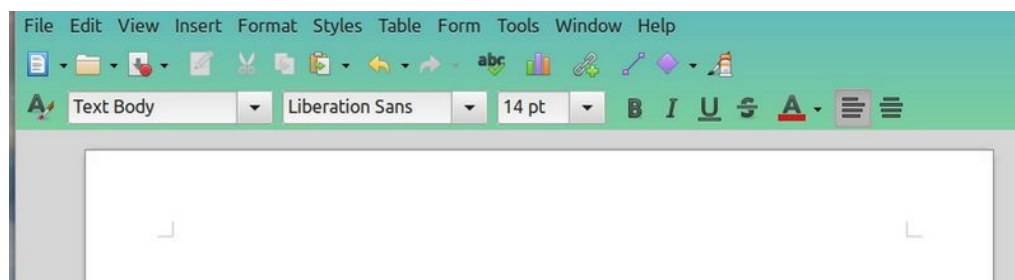 File Edit View Insert Format Styles Table Form Tools Window Help
abc
Text Body Liberation Sans 14 pt B I U S A